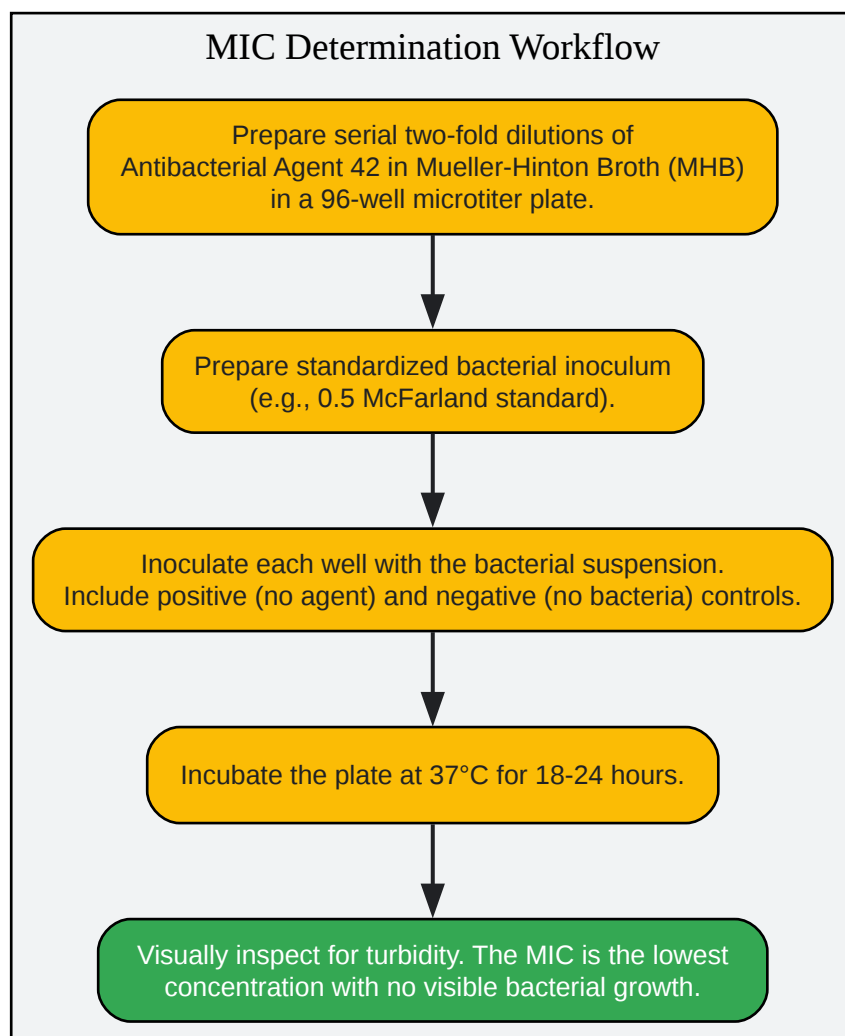 MIC Determination Workflow
Prepare serial two-fold dilutions of
Antibacterial Agent 42 in Mueller-Hinton Broth (MHB)
in a 96-well microtiter plate.
Prepare standardized bacterial inoculum
(e.g., 0.5 McFarland standard).
Inoculate each well with the bacterial suspension.
Include positive (no agent) and negative (no bacteria) controls.
Incubate the plate at 37°C for 18-24 hours.
Visually inspect for turbidity. The MIC is the lowest
concentration with no visible bacterial growth.